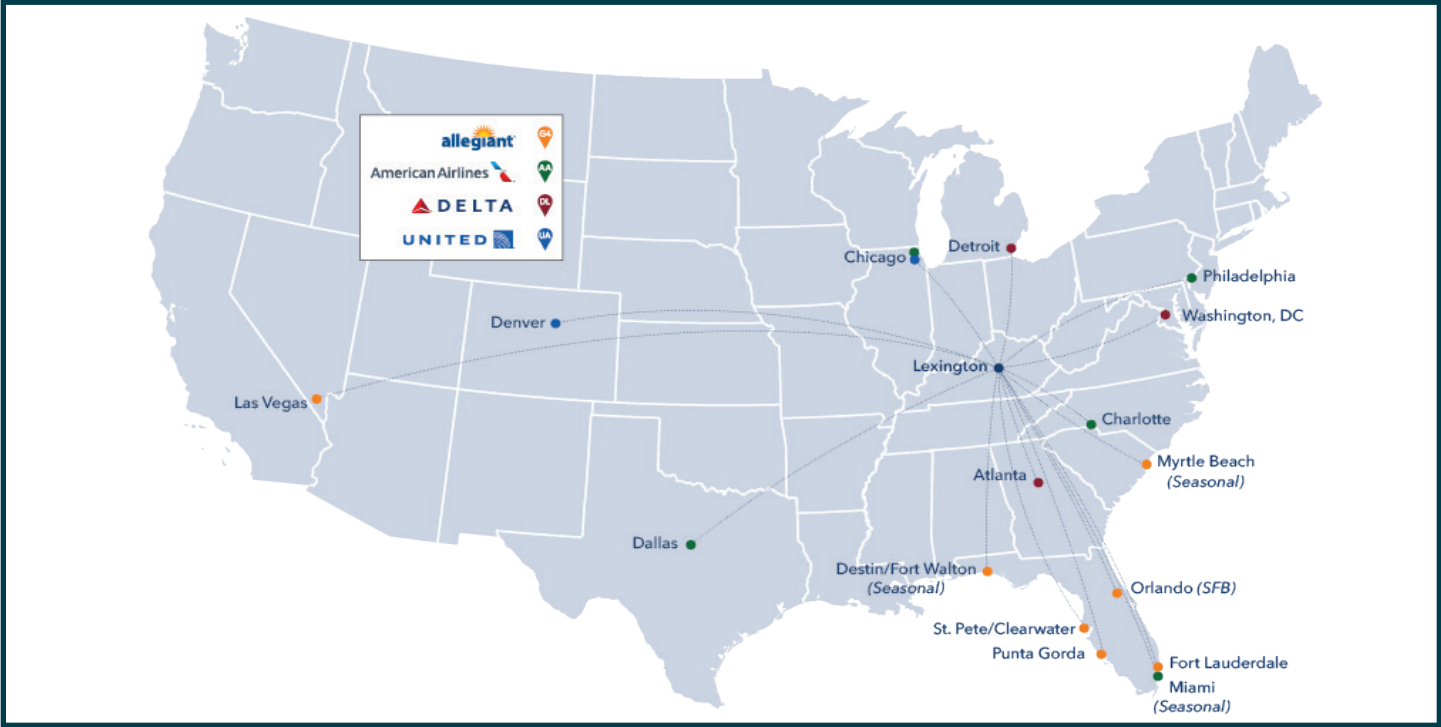 allegiant G4
American Airlines AA
DELTA DL
UNITED UA
Detroit
Chicago
Philadelphia
Washington, DC
Denver
Lexington
Las Vegas
Charlotte
Myrtle Beach
(Seasonal)
Atlanta
Dallas
Destin/Fort Walton
(Seasonal)
Orlando (SFB)
St. Pete/Clearwater
Punta Gorda
Fort Lauderdale
Miami
(Seasonal)